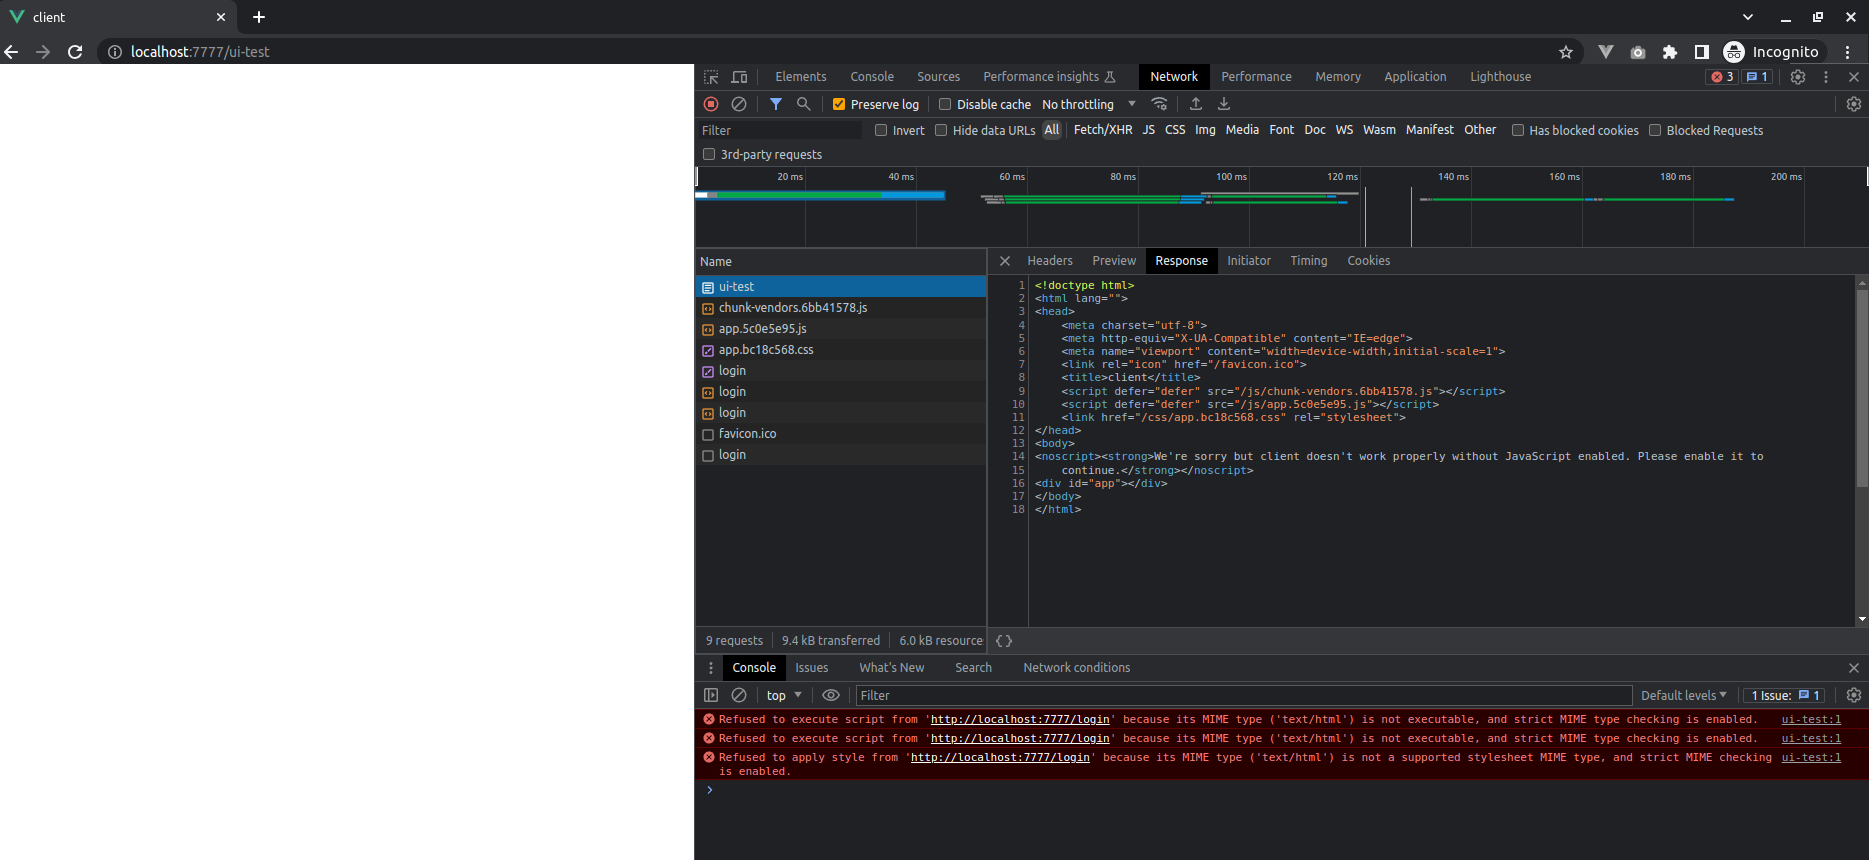 client
localhost:7777/ui-test
Incognito
Elements Console Sources Performance insights Network Performance Memory Application Lighthouse 3 1
Preserve log Disable cache No throttling
Filter Invert Hide data URLs All Fetch/XHR JS CSS Img Media Font Doc WS Wasm Manifest Other Has blocked cookies Blocked Requests
3rd-party requests
20 ms 40 ms 60 ms 80 ms 100 ms 120 ms 140 ms 160 ms 180 ms 200 ms
Name
ui-test
chunk-vendors.6bb41578.js
app.5c0e5e95.js
app.bc18c568.css
login
login
login
favicon.ico
login
9 requests 9.4 kB transferred 6.0 kB resource
Headers Preview Response Initiator Timing Cookies
1 <!doctype html>
2 <html lang="">
3 <head>
4 <meta charset="utf-8">
5 <meta http-equiv="X-UA-Compatible" content="IE=edge">
6 <meta name="viewport" content="width=device-width,initial-scale=1">
7 <link rel="icon" href="/favicon.ico">
8 <title>client</title>
9 <script defer="defer" src="/js/chunk-vendors.6bb41578.js"></script>
10 <script defer="defer" src="/js/app.5c0e5e95.js"></script>
11 <link href="/css/app.bc18c568.css" rel="stylesheet">
12 </head>
13 <body>
14 <noscript><strong>We're sorry but client doesn't work properly without JavaScript enabled. Please enable it to
15 continue.</strong></noscript>
16 <div id="app"></div>
17 </body>
18 </html>
{}
Console Issues What's New Search Network conditions
top Filter Default levels 1 Issue: 1
Refused to execute script from 'http://localhost:7777/login' because its MIME type ('text/html') is not executable, and strict MIME type checking is enabled. ui-test:1
Refused to execute script from 'http://localhost:7777/login' because its MIME type ('text/html') is not executable, and strict MIME type checking is enabled. ui-test:1
Refused to apply style from 'http://localhost:7777/login' because its MIME type ('text/html') is not a supported stylesheet MIME type, and strict MIME checking ui-test:1
is enabled.